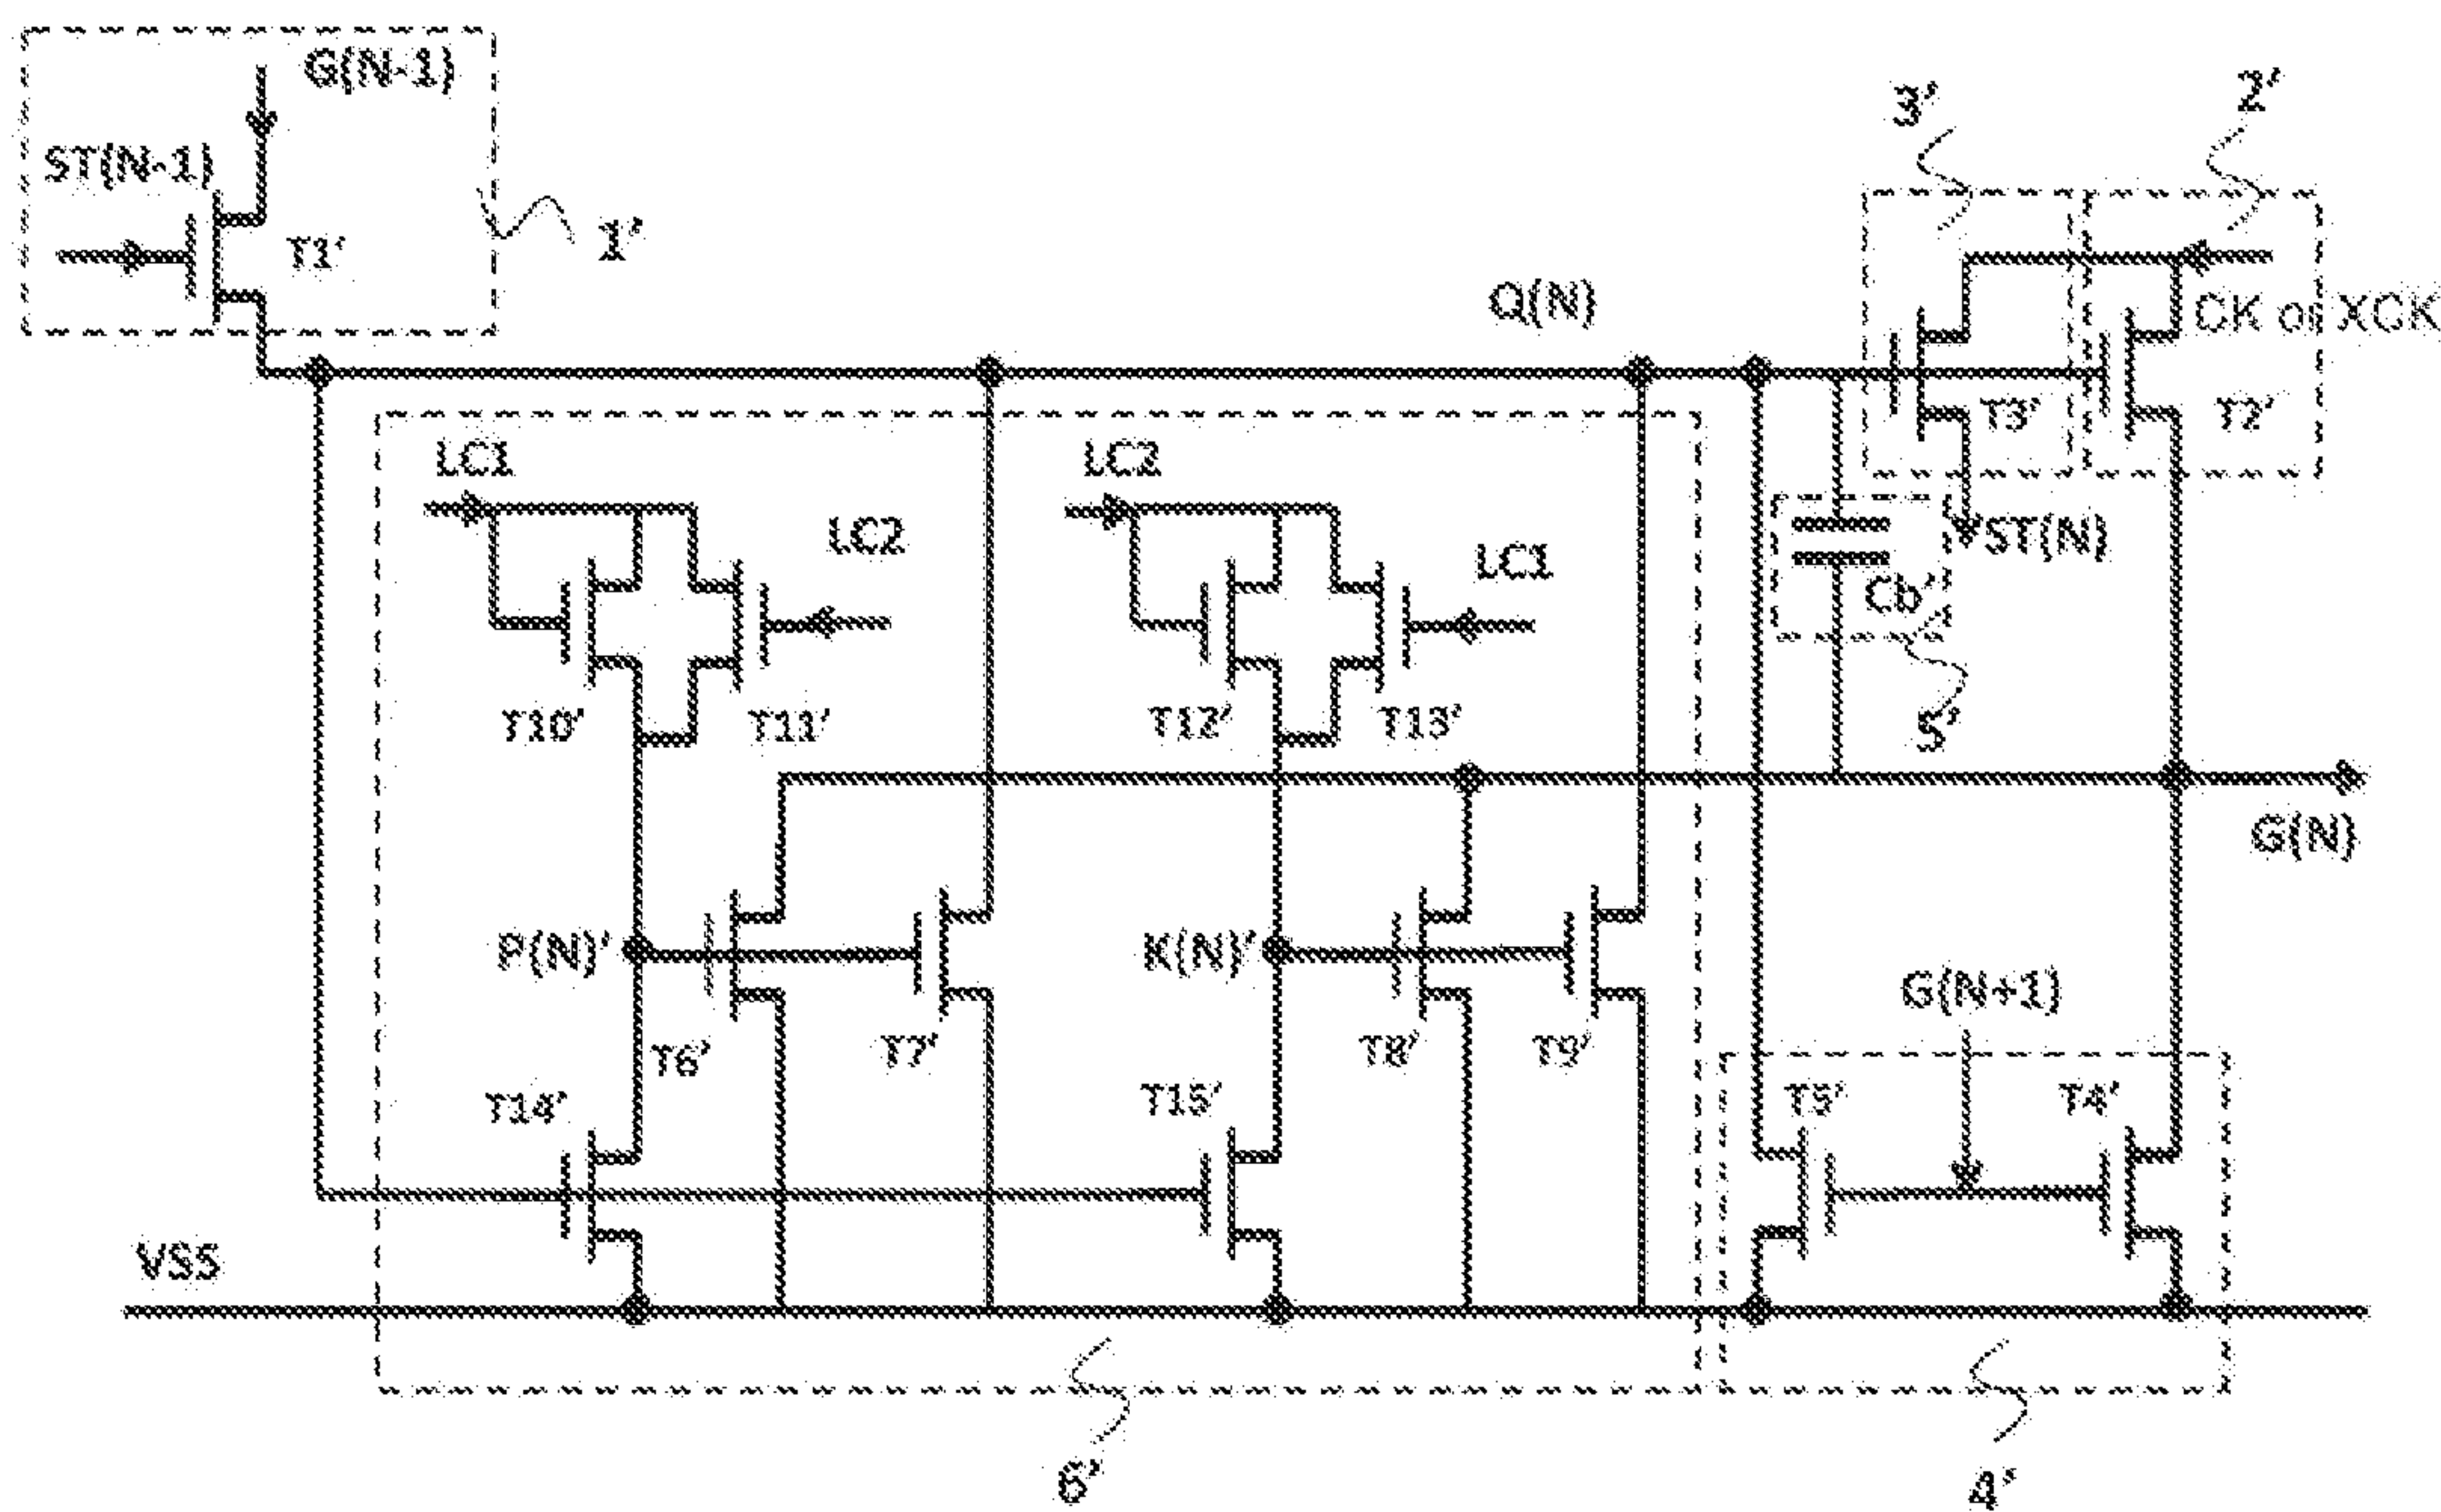 G(N-1)
ST(N-1)
T1'
1'
3'
2'
Q(N)
CK or XCK
T3'
T2'
LC1
LC2
LC2
LC1
ST(N)
Cb'
5'
T10'
T11'
T12'
T13'
G(N)
P(N)'
K(N)'
G(N+1)
T6'
T7'
T8'
T9'
T14'
T15'
T5'
T4'
VSS
6'
4'